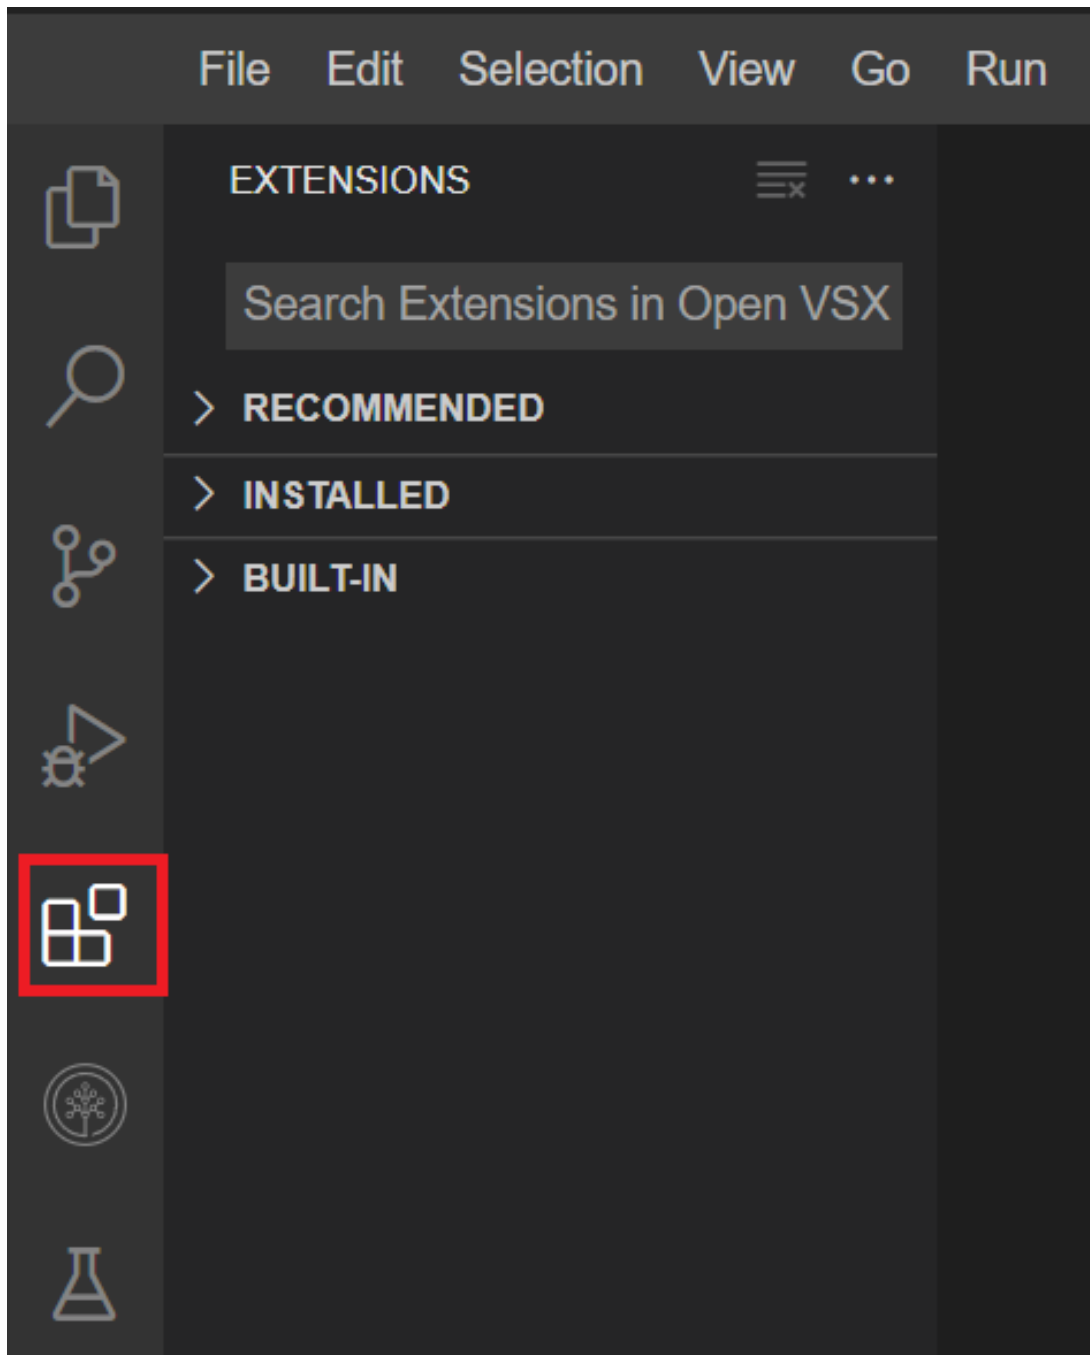 File Edit Selection View Go Run
EXTENSIONS
Search Extensions in Open VSX
RECOMMENDED
INSTALLED
BUILT-IN